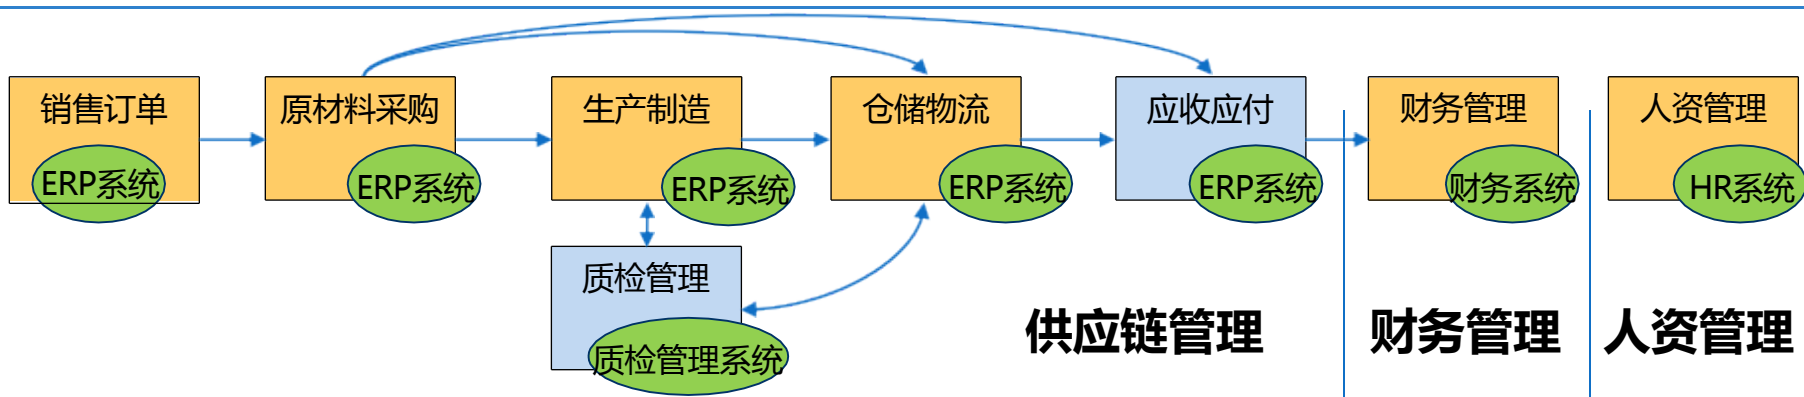 销售订单
ERP系统
原材料采购
ERP系统
生产制造
ERP系统
仓储物流
ERP系统
应收应付
ERP系统
财务管理
财务系统
人资管理
HR系统
质检管理
质检管理系统
供应链管理
财务管理
人资管理